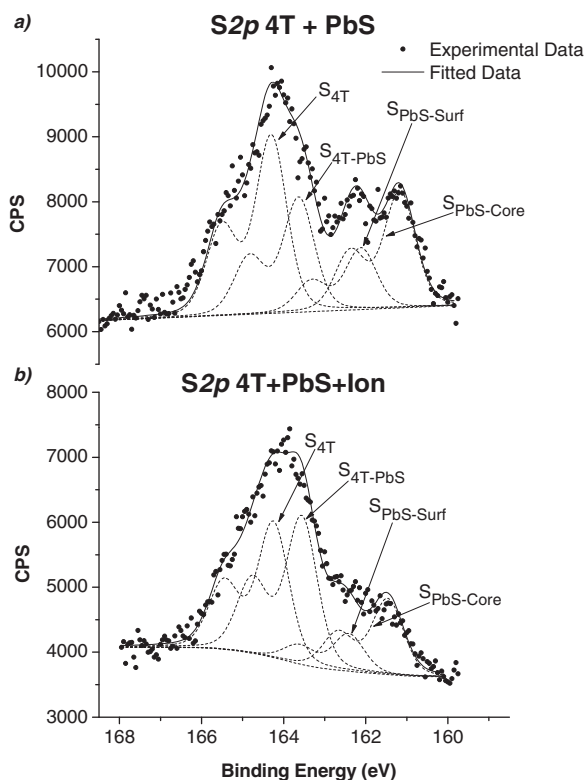 a)
S2p 4T + PbS
Experimental Data
Fitted Data
S4T
S4T-PbS
SPbS-Surf
SPbS-Core
10000
9000
8000
7000
6000
CPS
b)
S2p 4T+PbS+Ion
S4T
S4T-PbS
SPbS-Surf
SPbS-Core
8000
7000
6000
5000
4000
3000
CPS
168 166 164 162 160
Binding Energy (eV)